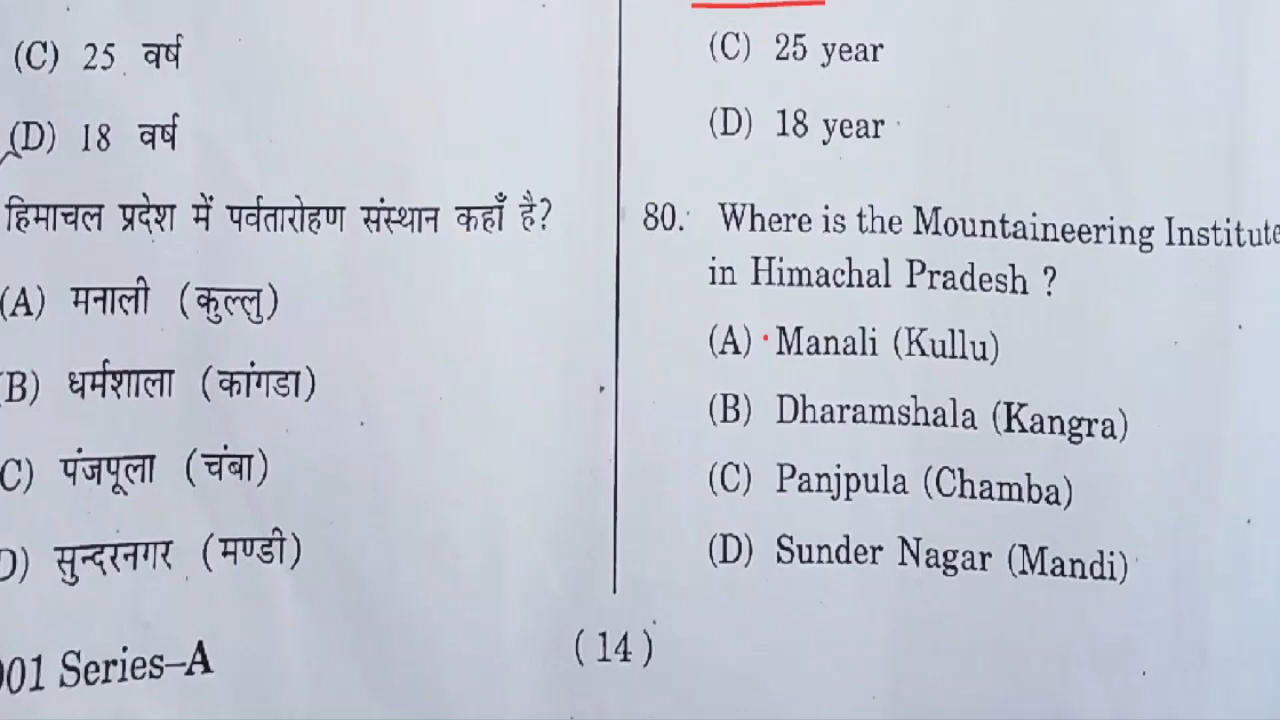 (C) 25 वर्ष
(D) 18 वर्ष
हिमाचल प्रदेश में पर्वतारोहण संस्थान कहाँ है?
(A) मनाली (कुल्लु)
(B) धर्मशाला (कांगडा)
C) पंजपूला (चंबा)
D) सुन्दरनगर (मण्डी)
001 Series–A
(C) 25 year
(D) 18 year
80. Where is the Mountaineering Institute
in Himachal Pradesh ?
(A) Manali (Kullu)
(B) Dharamshala (Kangra)
(C) Panjpula (Chamba)
(D) Sunder Nagar (Mandi)
(14)